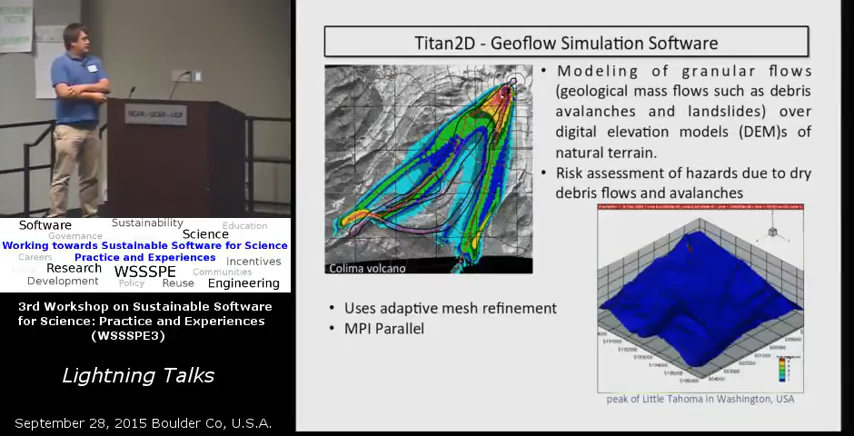 NCAR-UCAR-UCP
Software
Sustainability
Education
Governance
Science
Working towards Sustainable Software for Science
Practice and Experiences
Careers
Incentives
Research
WSSSPE
Communities
Development
Policy
Reuse
Engineering
3rd Workshop on Sustainable Software
for Science: Practice and Experiences
(WSSSPE3)
Lightning Talks
September 28, 2015 Boulder Co, U.S.A.
Titan2D - Geoflow Simulation Software
Colima volcano
• Modeling of granular flows
(geological mass flows such as debris
avalanches and landslides) over
digital elevation models (DEM)s of
natural terrain.
• Risk assessment of hazards due to dry
debris flows and avalanches
• Uses adaptive mesh refinement
• MPI Parallel
peak of Little Tahoma in Washington, USA